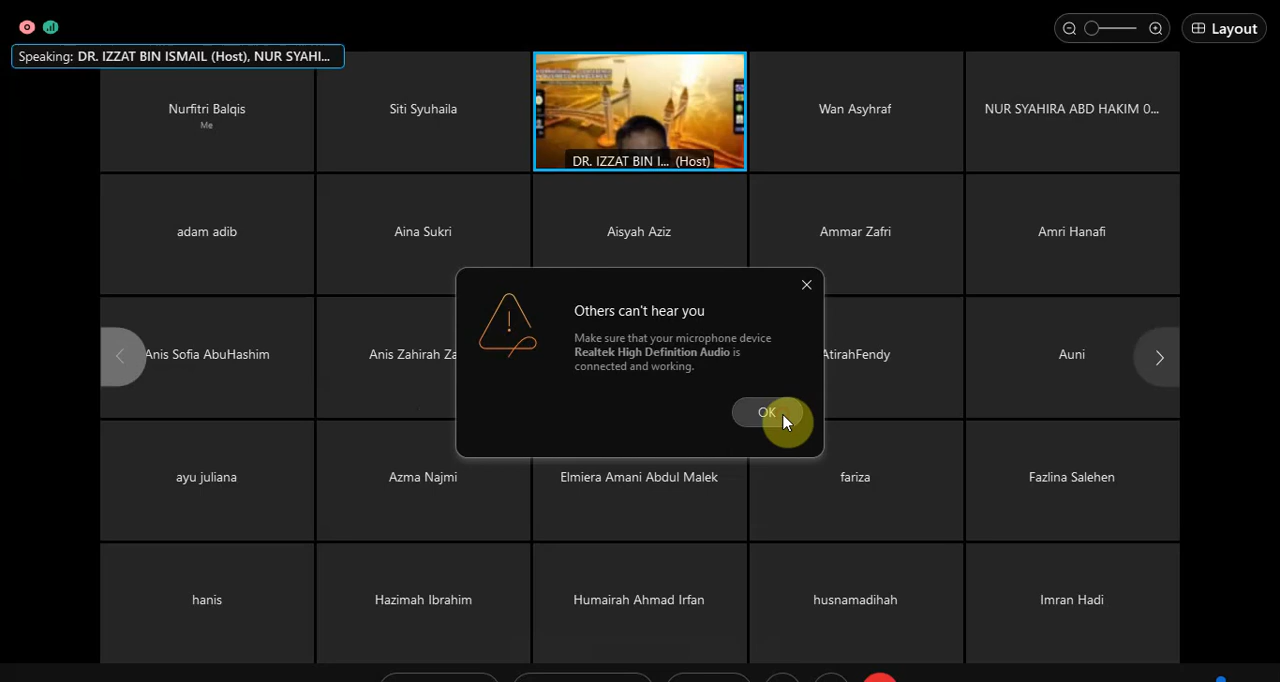 Layout
Speaking: DR. IZZAT BIN ISMAIL (Host), NUR SYAHI...
Nurfitri Balqis
Me
Siti Syuhaila
DR. IZZAT BIN I... (Host)
Wan Asyhraf
NUR SYAHIRA ABD HAKIM 0...
adam adib
Aina Sukri
Aisyah Aziz
Ammar Zafri
Amri Hanafi
Others can't hear you
Make sure that your microphone device
Realtek High Definition Audio is
connected and working.
OK
Anis Sofia AbuHashim
Anis Zahirah Za
AtirahFendy
Auni
ayu juliana
Azma Najmi
Elmiera Amani Abdul Malek
fariza
Fazlina Salehen
hanis
Hazimah Ibrahim
Humairah Ahmad Irfan
husnamadihah
Imran Hadi